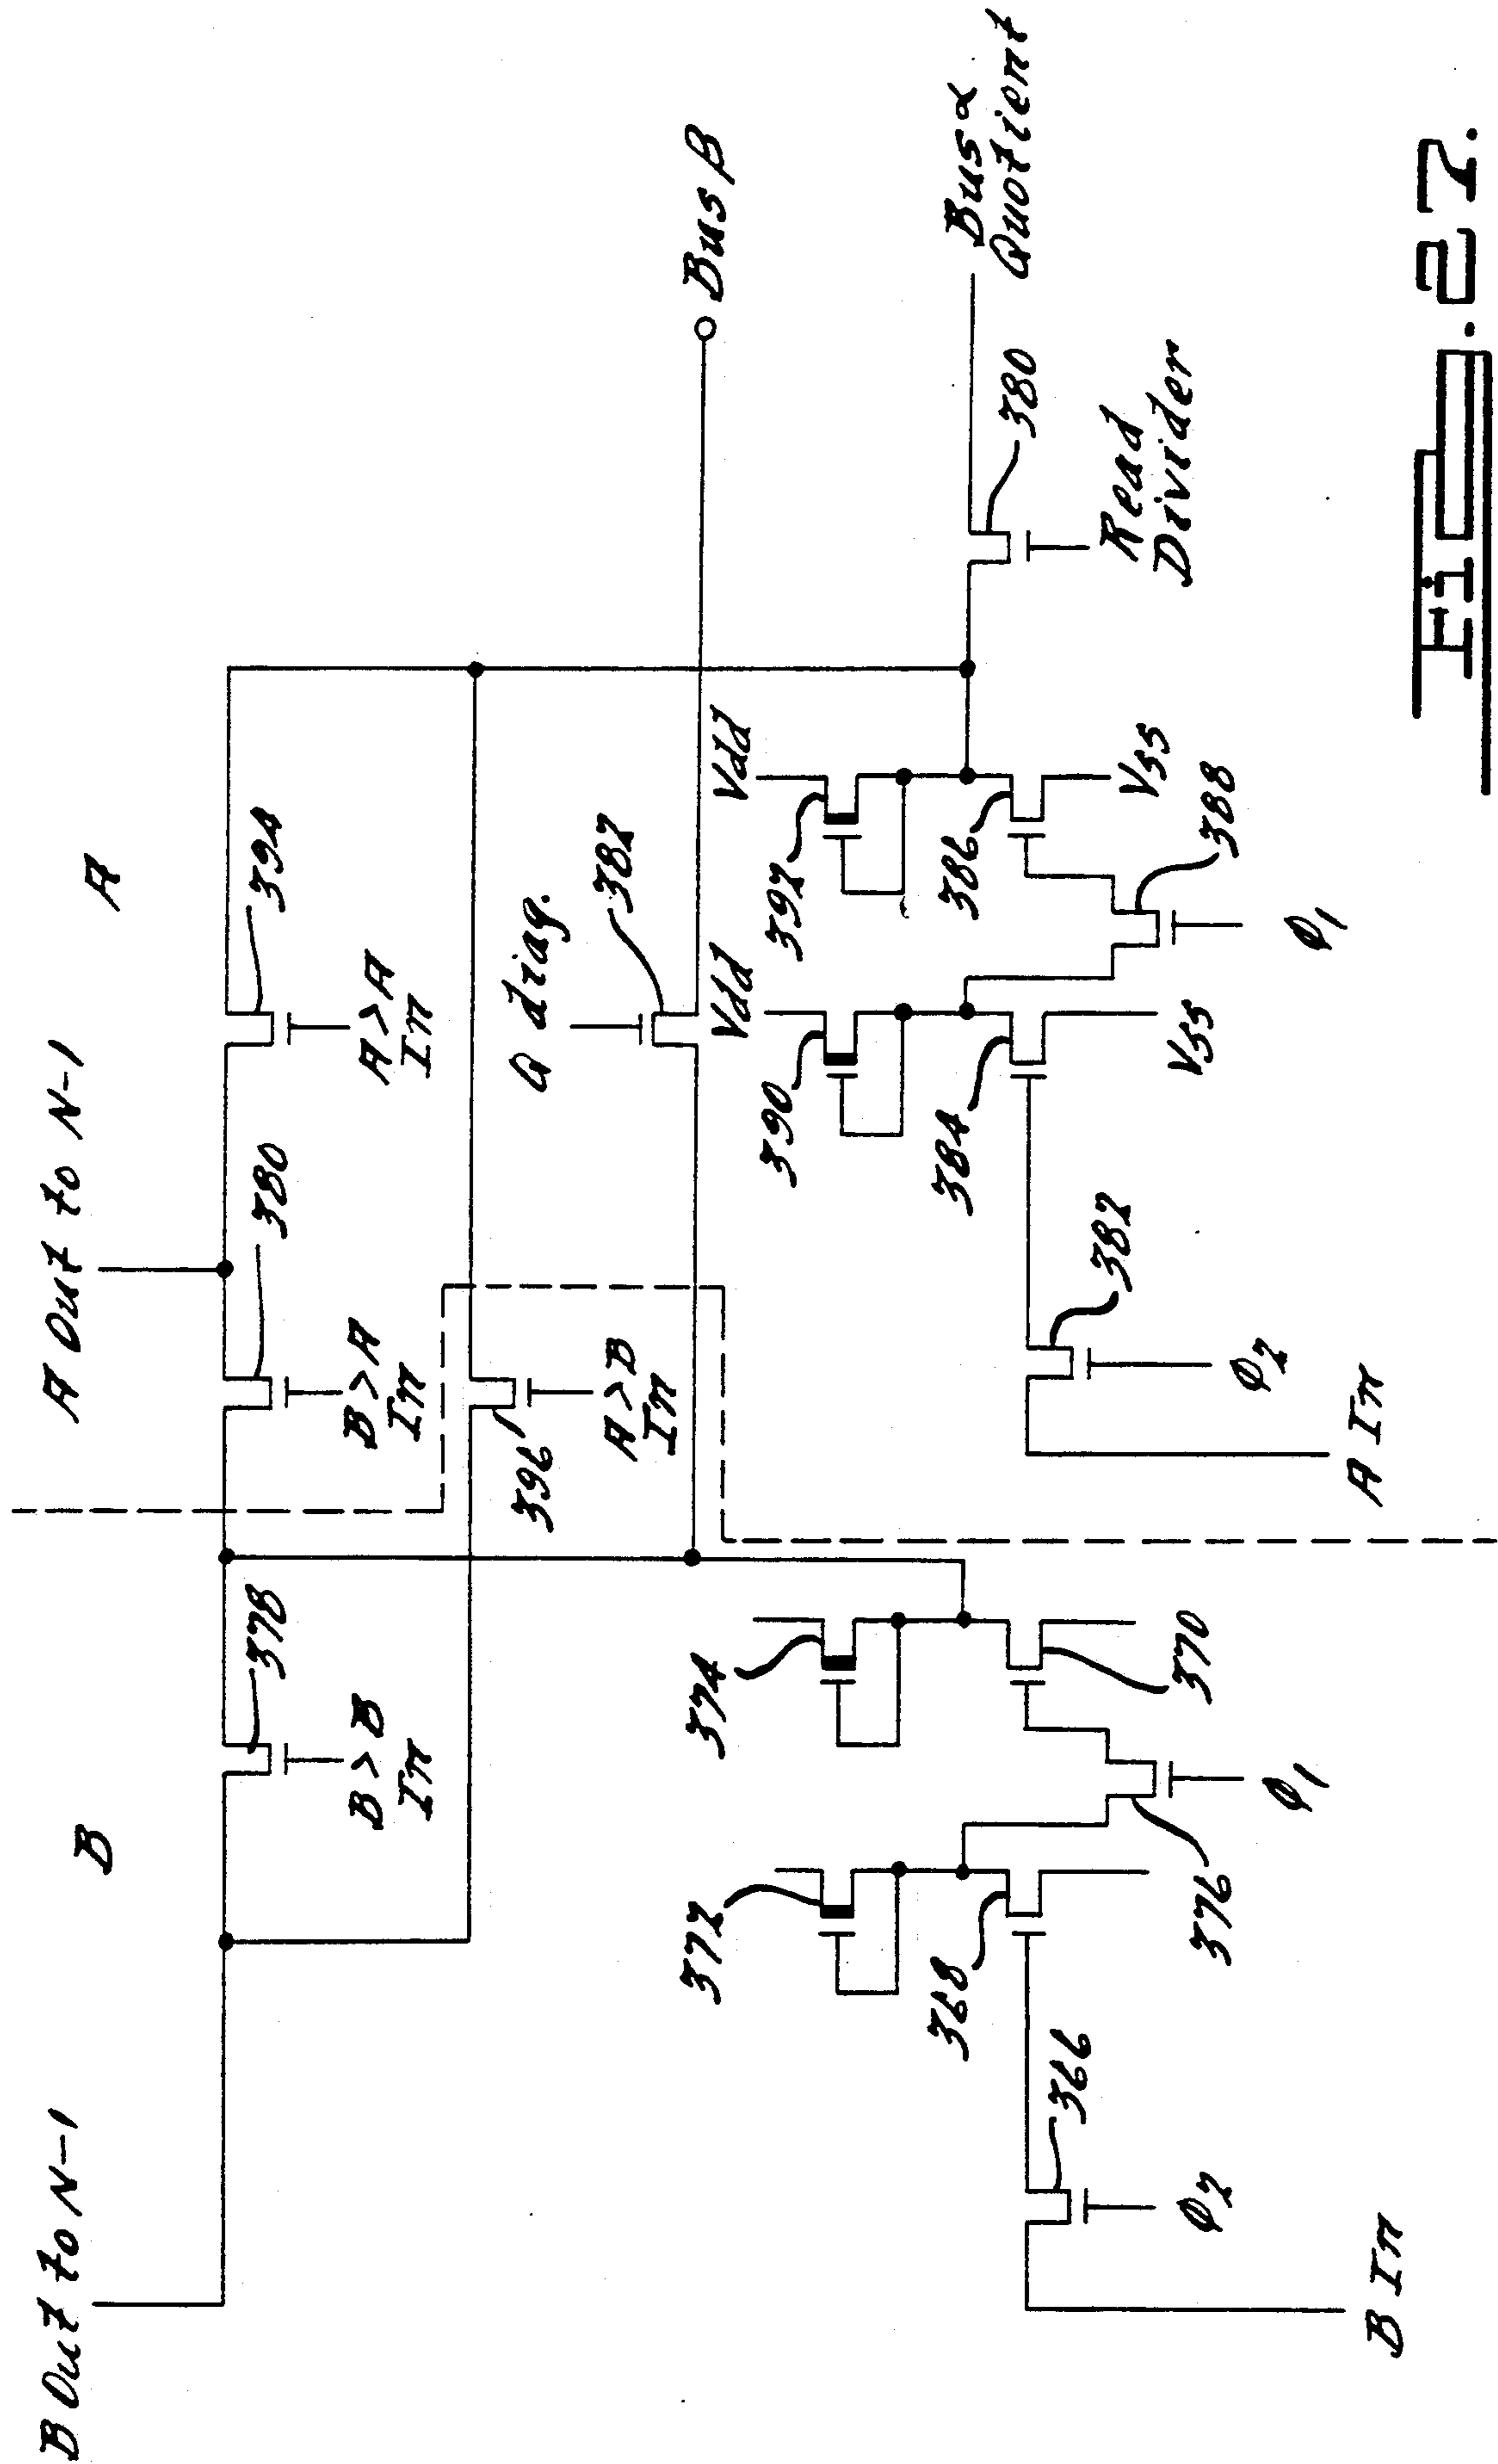 B Out to N-1
A Out to N-1
B
A
378
380
394
B>B
In
B>A
In
A>A
In
396
A>B
In
Q diag.
382
Bus β
374
372
Vdd
Vdd
392
390
Bus α
Quotient
380
368
370
384
386
366
376
382
388
Vss
Vss
Read
Divider
φ2
φ1
φ2
φ1
B In
A In
Fig. 27.